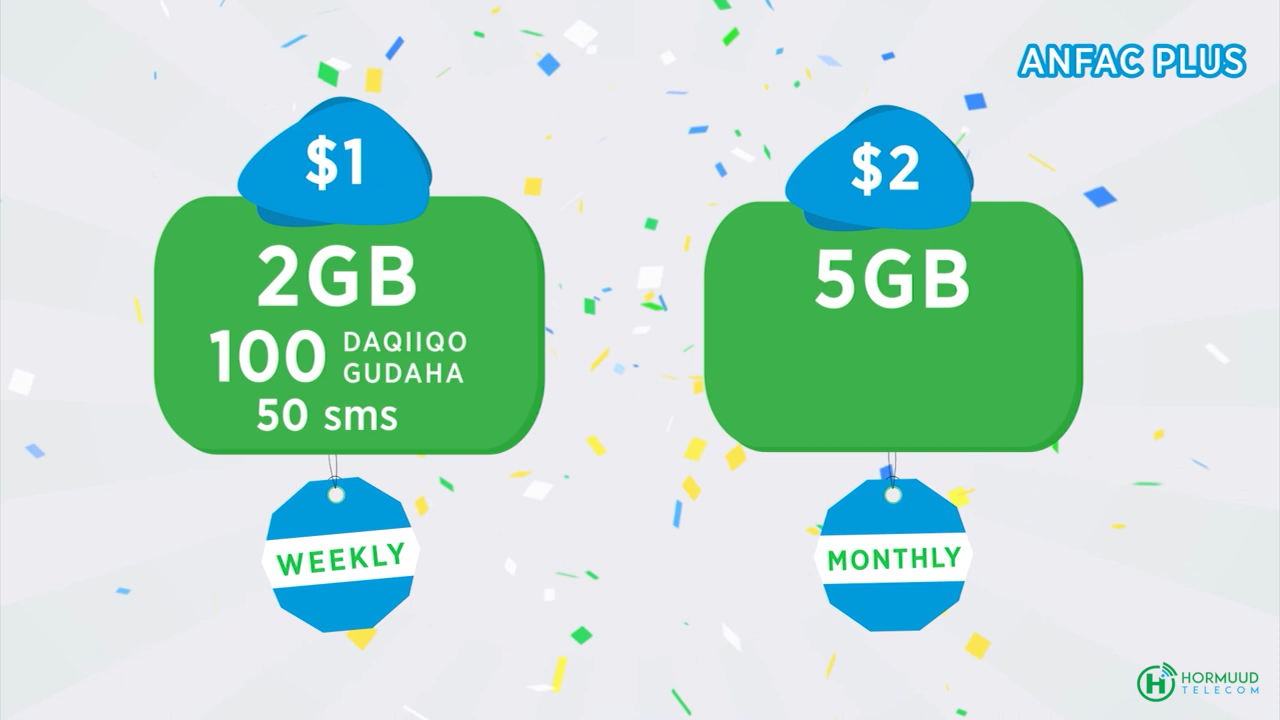 ANFAC PLUS
$1
2GB
100 DAQIIQO
GUDAHA
50 sms
WEEKLY
$2
5GB
MONTHLY
HORMUUD
TELECOM